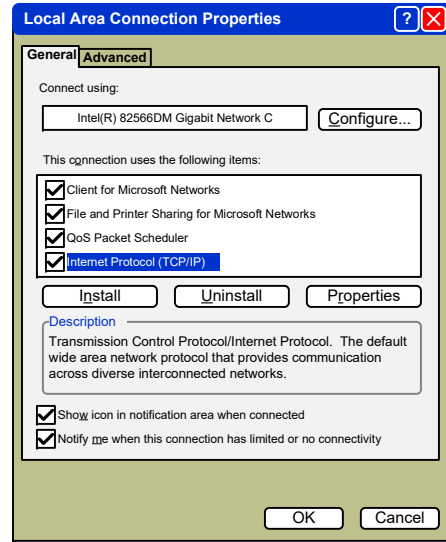 Local Area Connection Properties ? X
General Advanced
Connect using:
Intel(R) 82566DM Gigabit Network C Configure...
This connection uses the following items:
Client for Microsoft Networks
File and Printer Sharing for Microsoft Networks
QoS Packet Scheduler
Internet Protocol (TCP/IP)
Install Uninstall Properties
Description
Transmission Control Protocol/Internet Protocol. The default
wide area network protocol that provides communication
across diverse interconnected networks.
Show icon in notification area when connected
Notify me when this connection has limited or no connectivity
OK Cancel